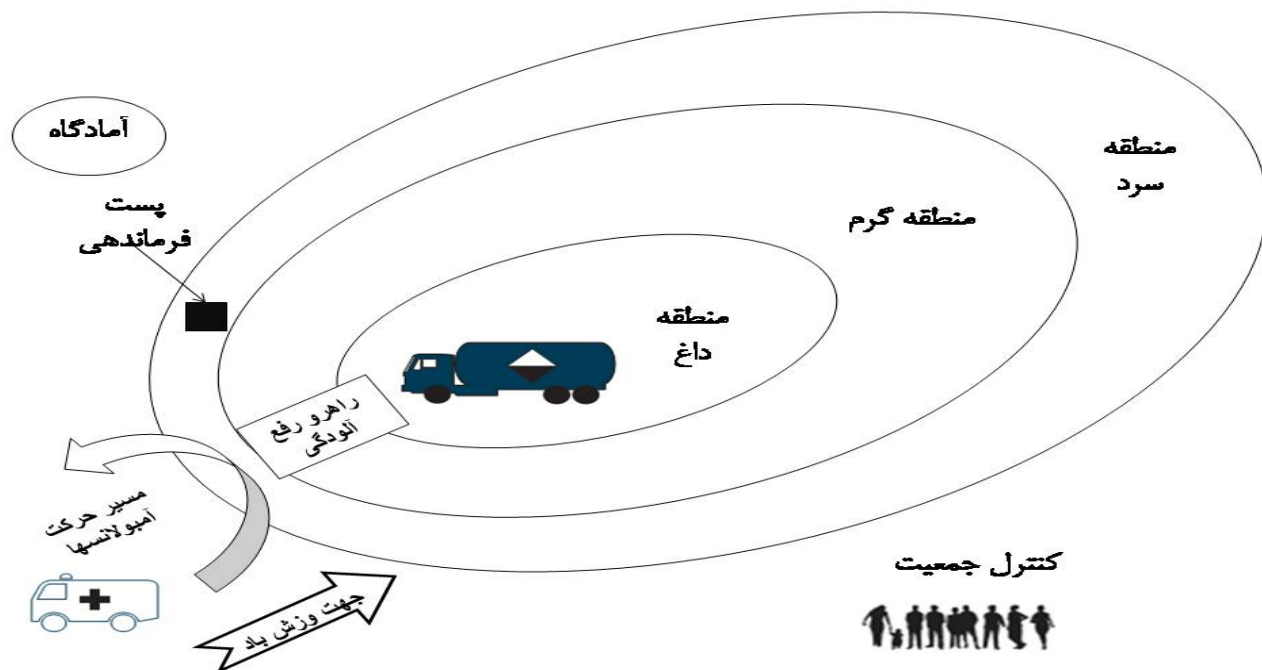 آمادگاه
پست
فرماندهی
منطقه
سرد
منطقه گرم
منطقه
داغ
راهرو رفع
آلودگی
مسیر حرکت
آمبولانسها
جهت وزش باد
کنترل جمعیت